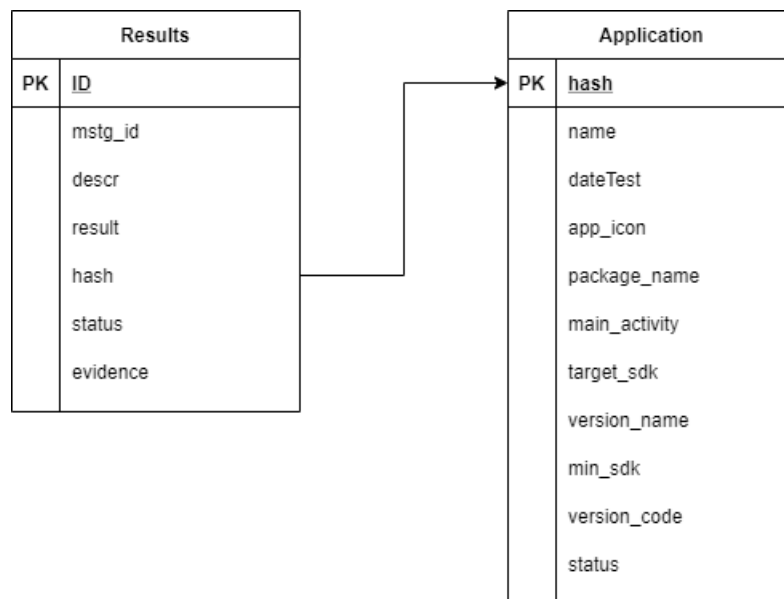 Results
PK ID
mstg_id
descr
result
hash
status
evidence
Application
PK hash
name
dateTest
app_icon
package_name
main_activity
target_sdk
version_name
min_sdk
version_code
status